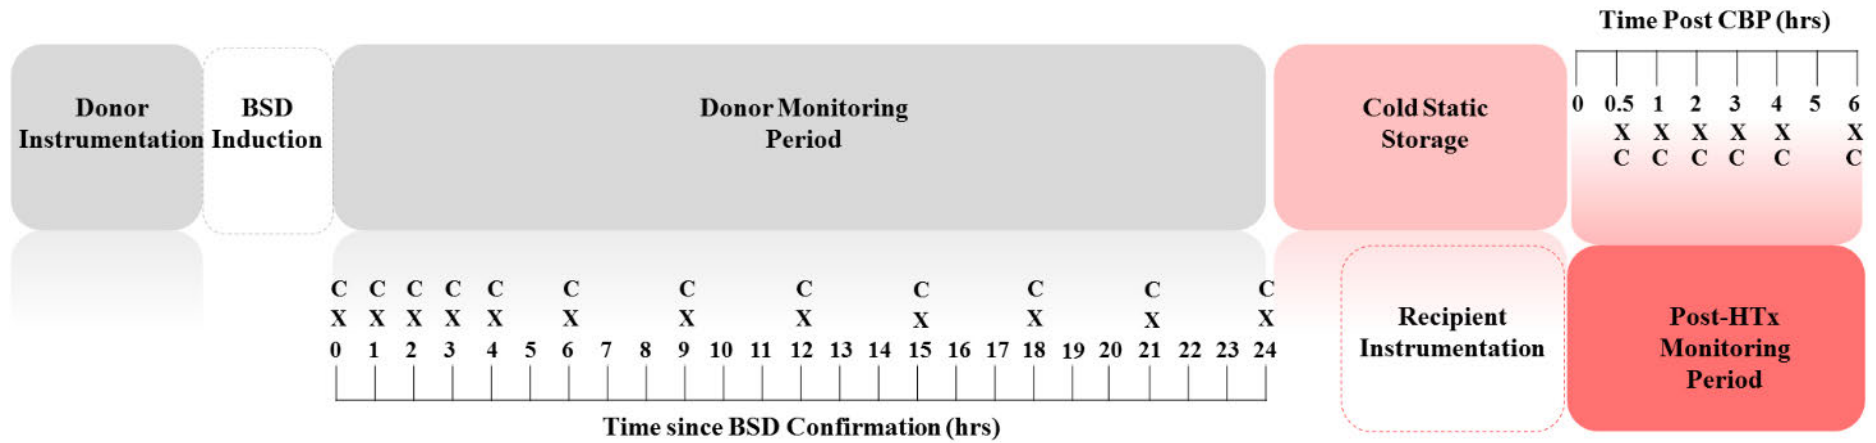 Time Post CBP (hrs)
Donor
Instrumentation
BSD
Induction
Donor Monitoring
Period
Cold Static
Storage
0 0.5 1 2 3 4 5 6
X X X X X X
C C C C C C
C C C C C C C C C C C C
X X X X X X X X X X X X
0 1 2 3 4 5 6 7 8 9 10 11 12 13 14 15 16 17 18 19 20 21 22 23 24
Time since BSD Confirmation (hrs)
Recipient
Instrumentation
Post-HTx
Monitoring
Period